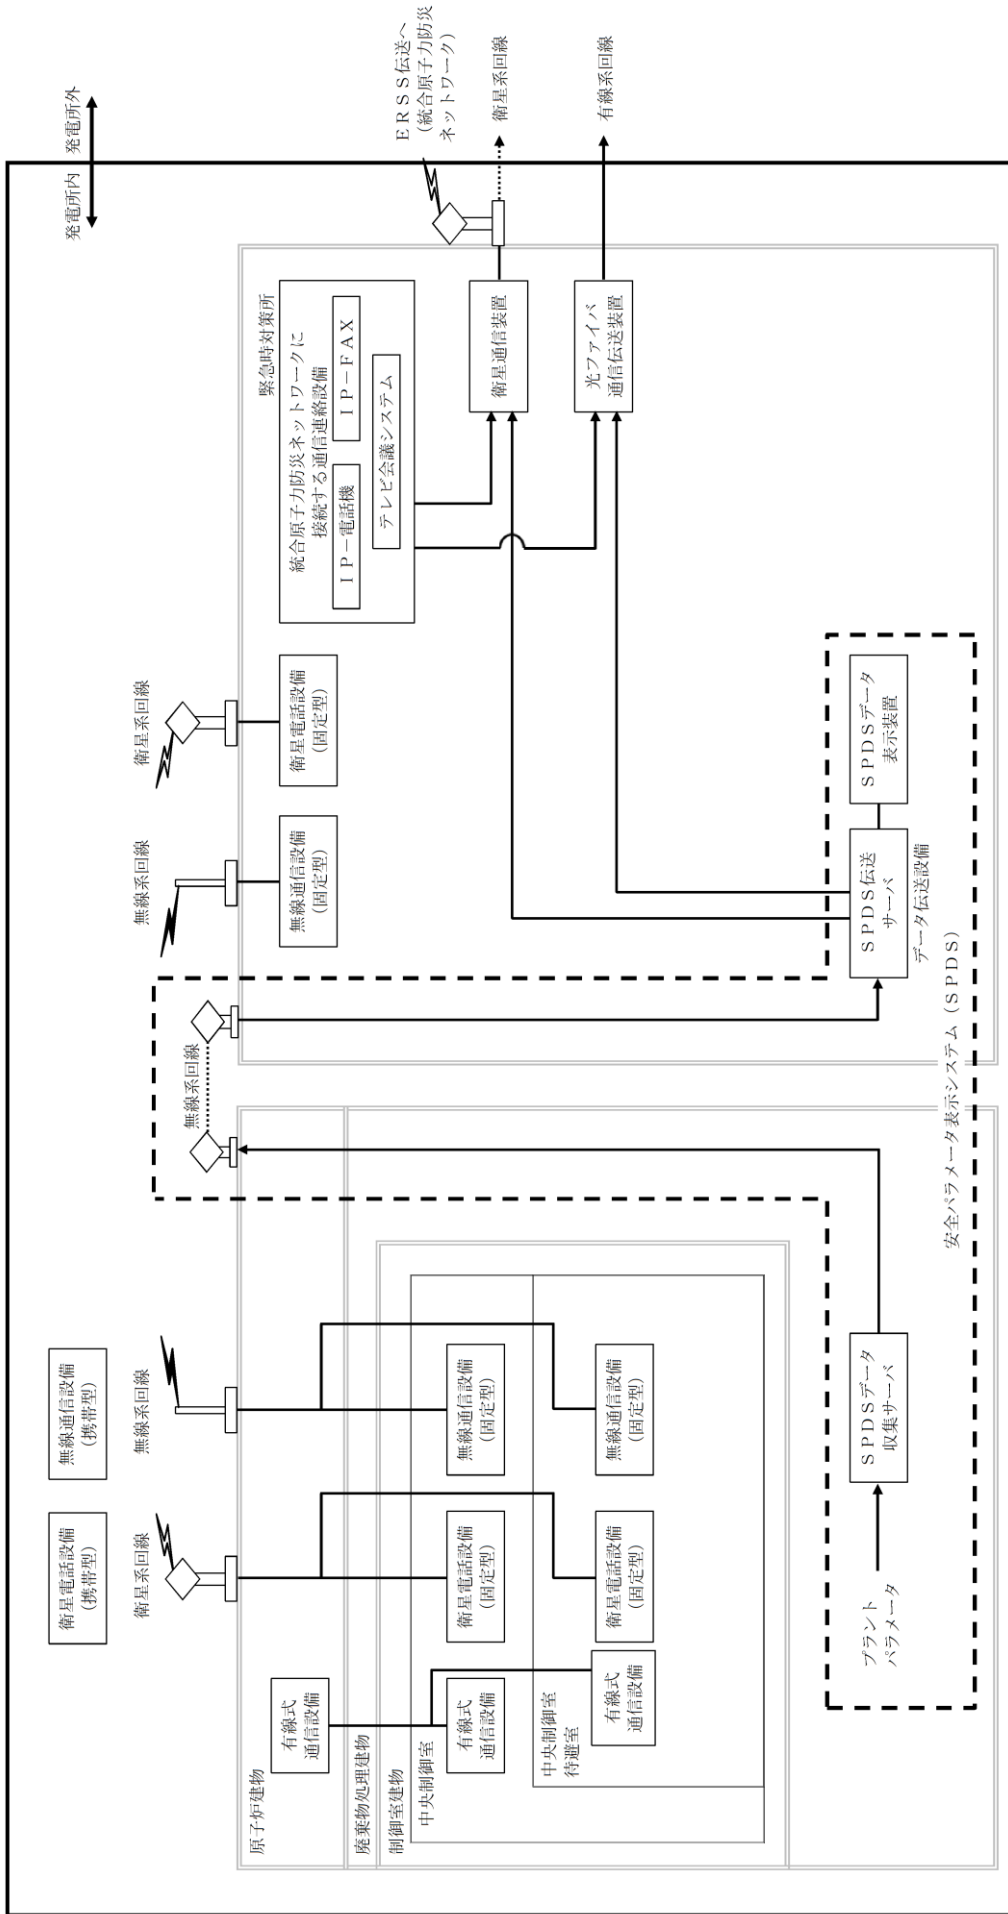 発電所内
発電所外
ＥＲＳＳ伝送へ
（統合原子力防災
ネットワーク）
衛星系回線
有線系回線
緊急時対策所
統合原子力防災ネットワークに
接続する通信連絡設備
ＩＰ－電話機
ＩＰ－ＦＡＸ
テレビ会議システム
衛星通信装置
光ファイバ
通信伝送装置
衛星系回線
衛星電話設備
（固定型）
無線系回線
無線通信設備
（固定型）
無線系回線
ＳＰＤＳ伝送
サーバ
データ伝送設備
ＳＰＤＳデータ
表示装置
安全パラメータ表示システム（ＳＰＤＳ）
衛星電話設備
（携帯型）
無線通信設備
（携帯型）
衛星系回線
無線系回線
原子炉建物
有線式
通信設備
廃棄物処理建物
制御室建物
中央制御室
有線式
通信設備
衛星電話設備
（固定型）
無線通信設備
（固定型）
中央制御室
待避室
有線式
通信設備
衛星電話設備
（固定型）
無線通信設備
（固定型）
プラント
パラメータ
ＳＰＤＳデータ
収集サーバ